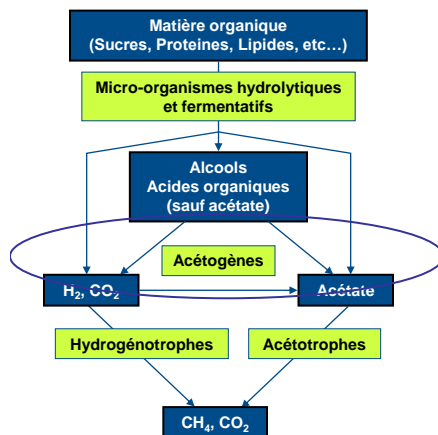 Matière organique
(Sucres, Proteines, Lipides, etc…)
Micro-organismes hydrolytiques
et fermentatifs
Alcools
Acides organiques
(sauf acétate)
Acétogènes
H₂, CO₂
Acétate
Hydrogénotrophes
Acétotrophes
CH₄, CO₂